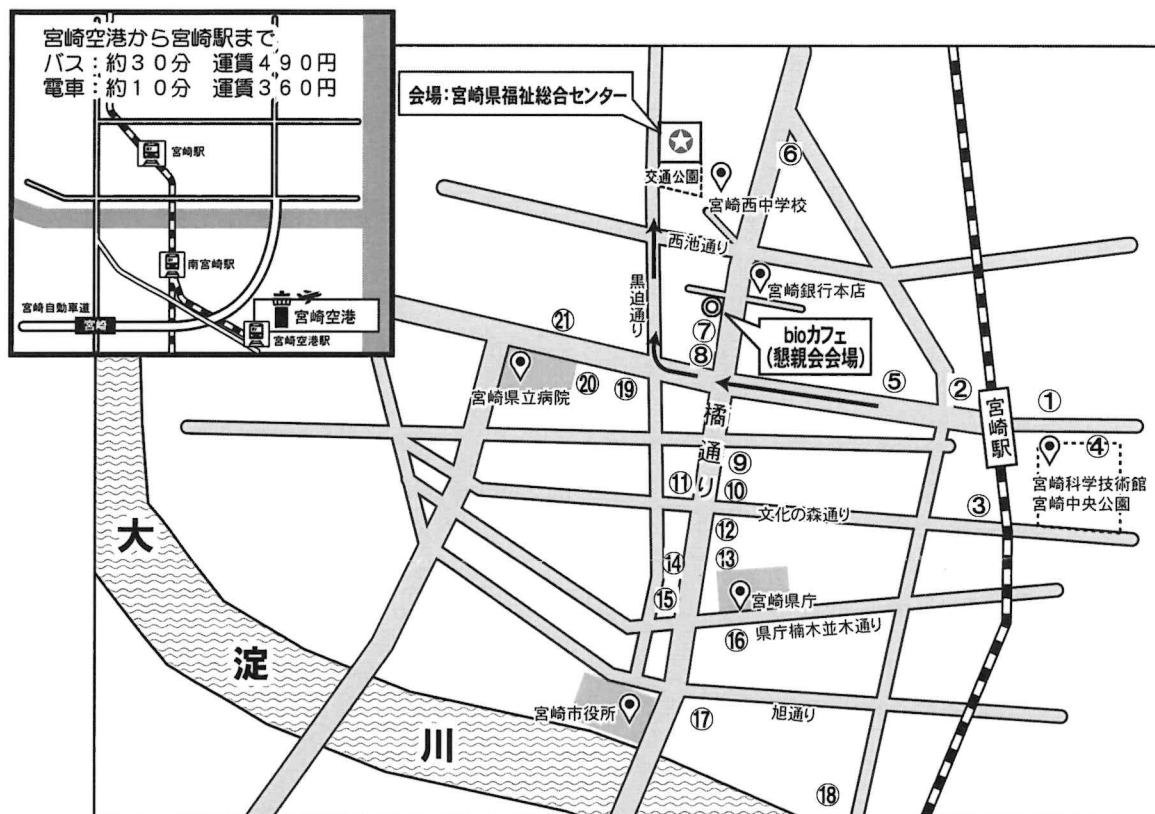 宮崎空港から宮崎駅まで
バス：約３０分　運賃４９０円
電車：約１０分　運賃３６０円
宮崎駅
南宮崎駅
宮崎自動車道
宮崎
宮崎空港
宮崎空港駅
会場：宮崎県福祉総合センター
交通公園
宮崎西中学校
⑥
西池通り
黒迫通り
宮崎銀行本店
bioカフェ
(懇親会会場)
⑦
⑧
㉑
⑳
⑲
宮崎県立病院
⑤
②
①
宮崎駅
④
宮崎科学技術館
宮崎中央公園
③
橘通り
⑨
⑪
⑩
文化の森通り
⑫
⑬
⑭
⑮
宮崎県庁
⑯
県庁楠木並木通り
宮崎市役所
⑰
旭通り
⑱
大淀川